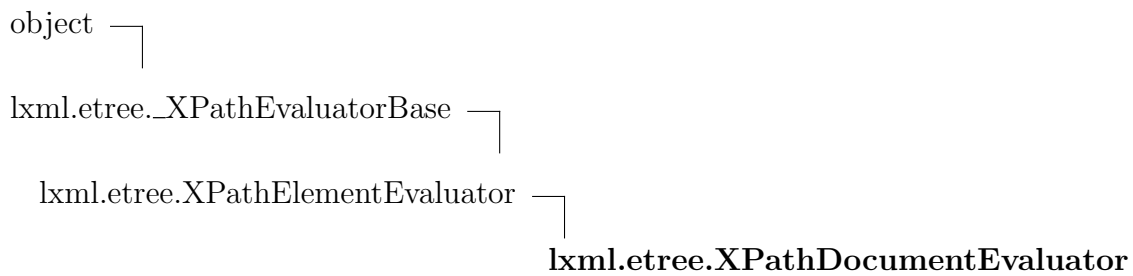 object
lxml.etree._XPathEvaluatorBase
lxml.etree.XPathElementEvaluator
lxml.etree.XPathDocumentEvaluator